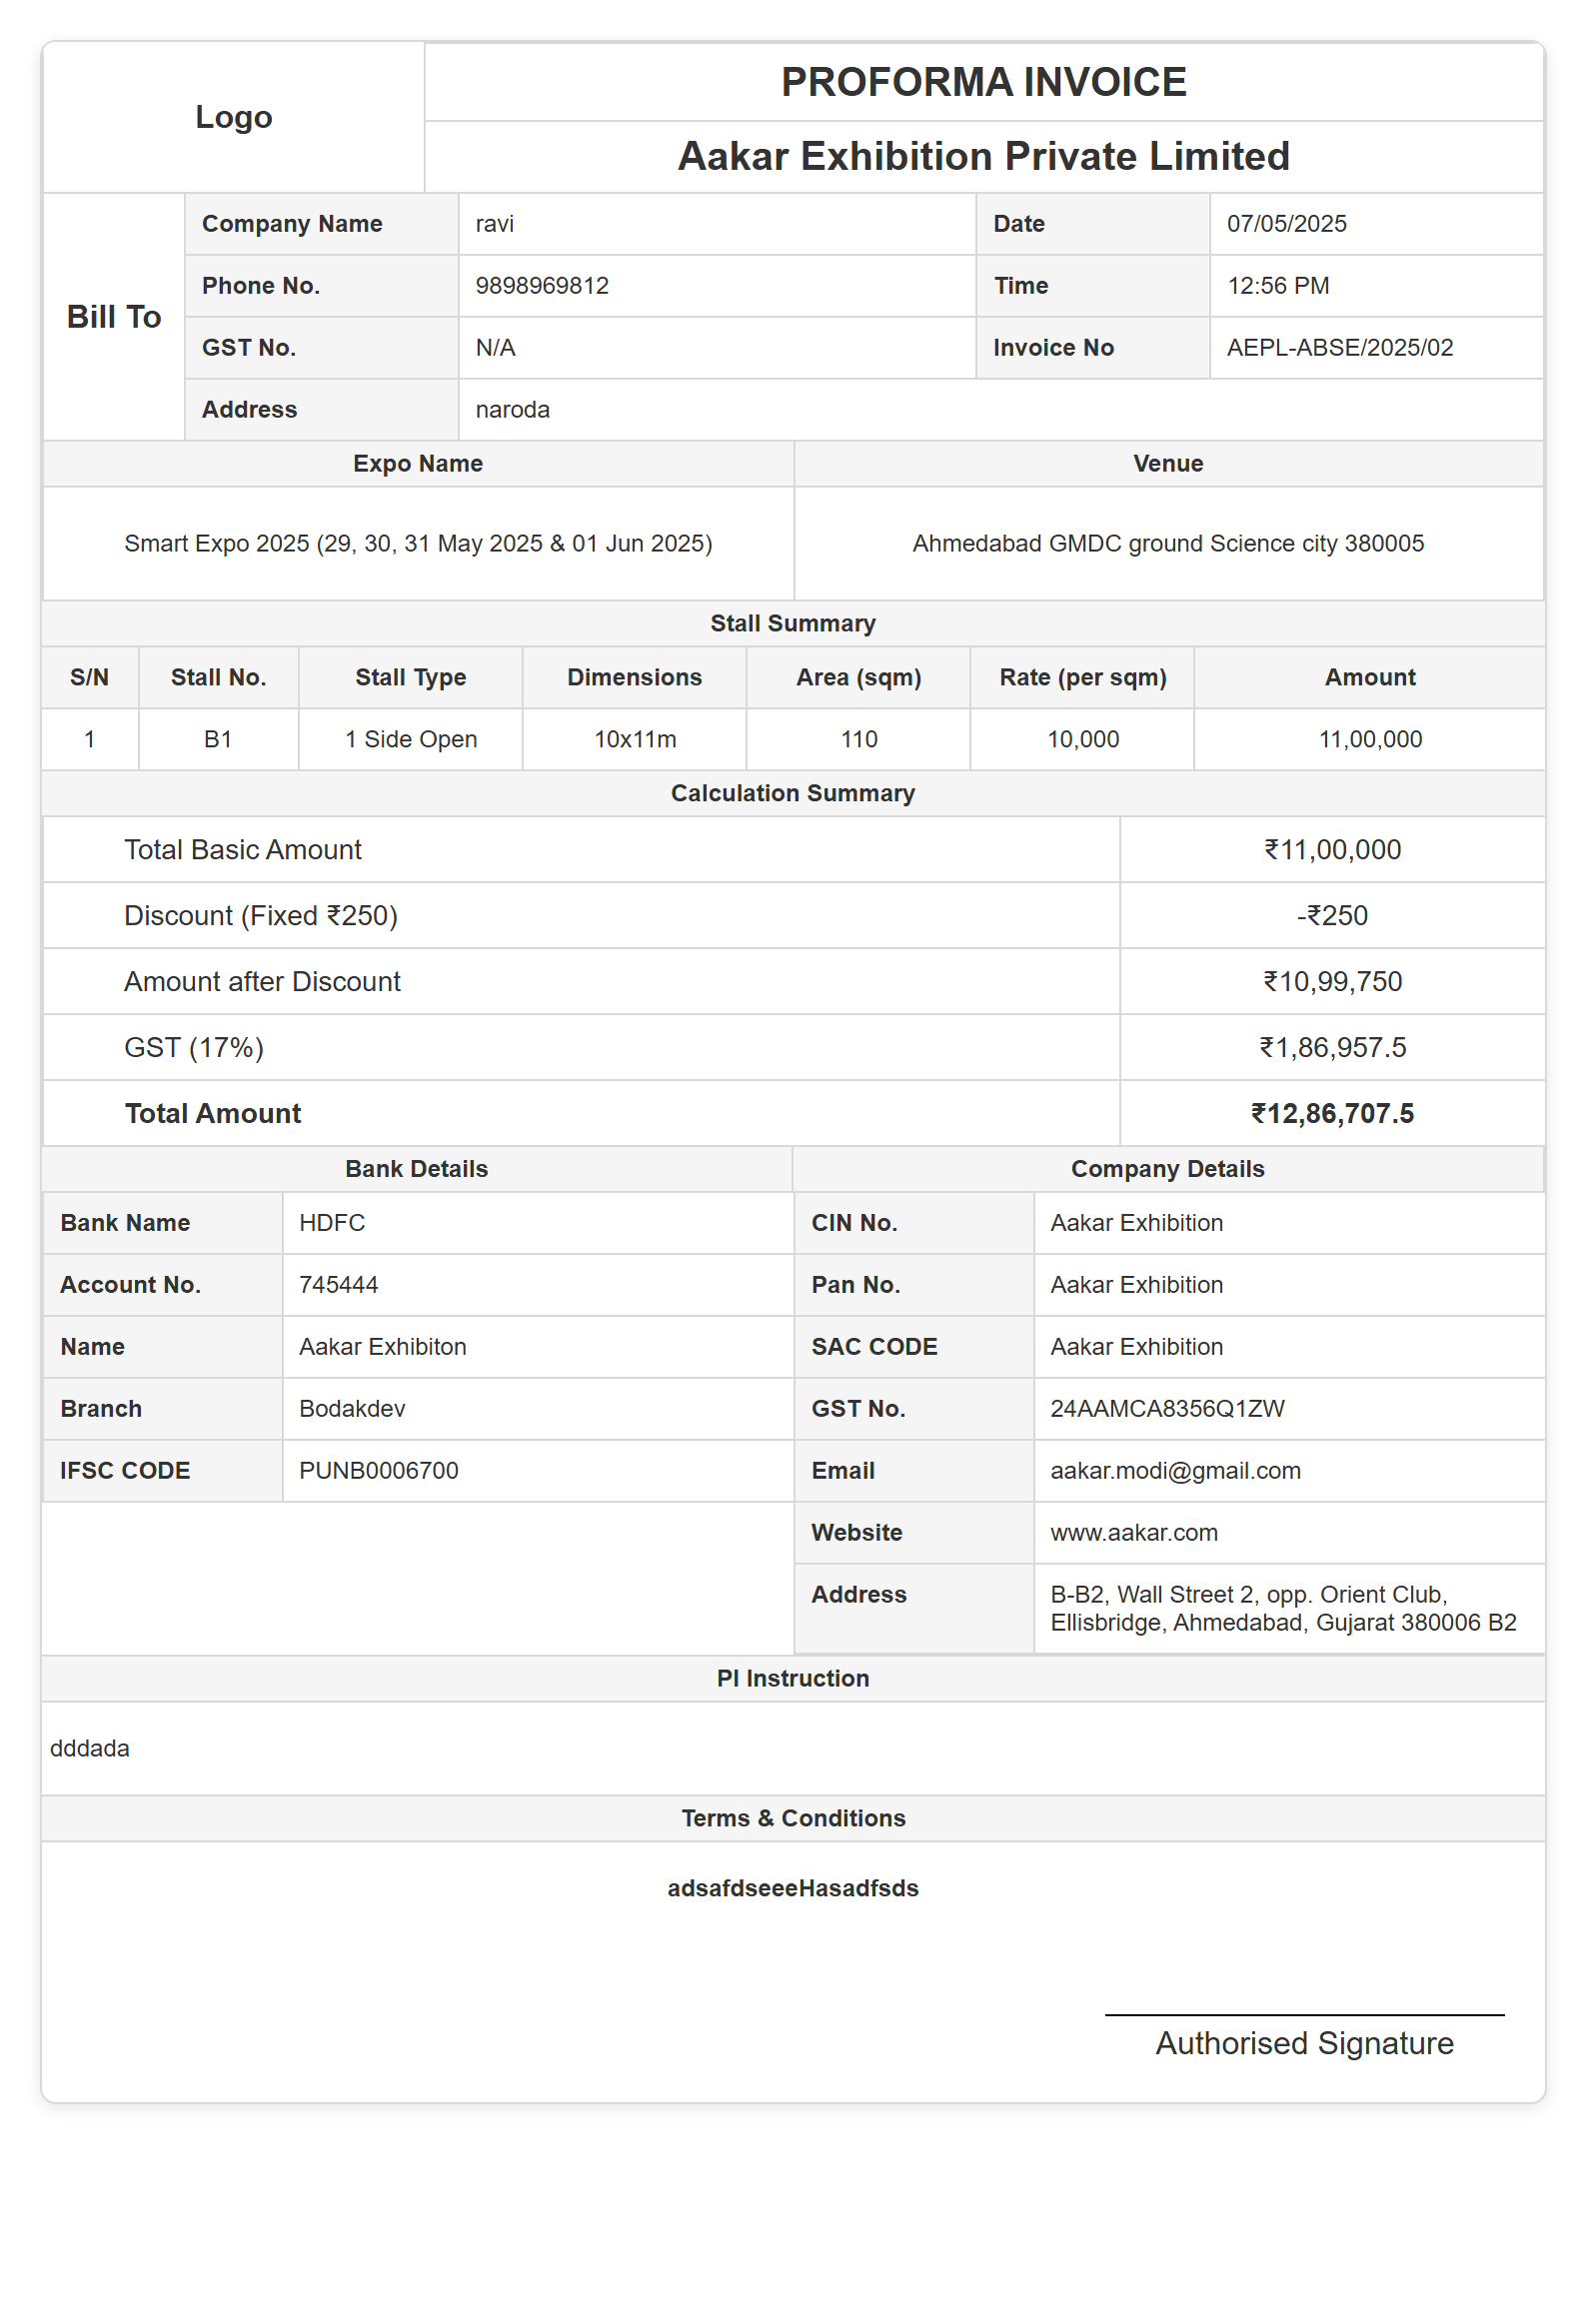 Logo
PROFORMA INVOICE
Aakar Exhibition Private Limited
Bill To
Company Name ravi Date 07/05/2025
Phone No. 9898969812 Time 12:56 PM
GST No. N/A Invoice No AEPL-ABSE/2025/02
Address naroda
Expo Name Venue
Smart Expo 2025 (29, 30, 31 May 2025 & 01 Jun 2025) Ahmedabad GMDC ground Science city 380005
Stall Summary
S/N Stall No. Stall Type Dimensions Area (sqm) Rate (per sqm) Amount
1 B1 1 Side Open 10x11m 110 10,000 11,00,000
Calculation Summary
Total Basic Amount ₹11,00,000
Discount (Fixed ₹250) -₹250
Amount after Discount ₹10,99,750
GST (17%) ₹1,86,957.5
Total Amount ₹12,86,707.5
Bank Details Company Details
Bank Name HDFC CIN No. Aakar Exhibition
Account No. 745444 Pan No. Aakar Exhibition
Name Aakar Exhibiton SAC CODE Aakar Exhibition
Branch Bodakdev GST No. 24AAMCA8356Q1ZW
IFSC CODE PUNB0006700 Email aakar.modi@gmail.com
Website www.aakar.com
Address B-B2, Wall Street 2, opp. Orient Club,
Ellisbridge, Ahmedabad, Gujarat 380006 B2
PI Instruction
dddada
Terms & Conditions
adsafdseeeHasadfsds
Authorised Signature